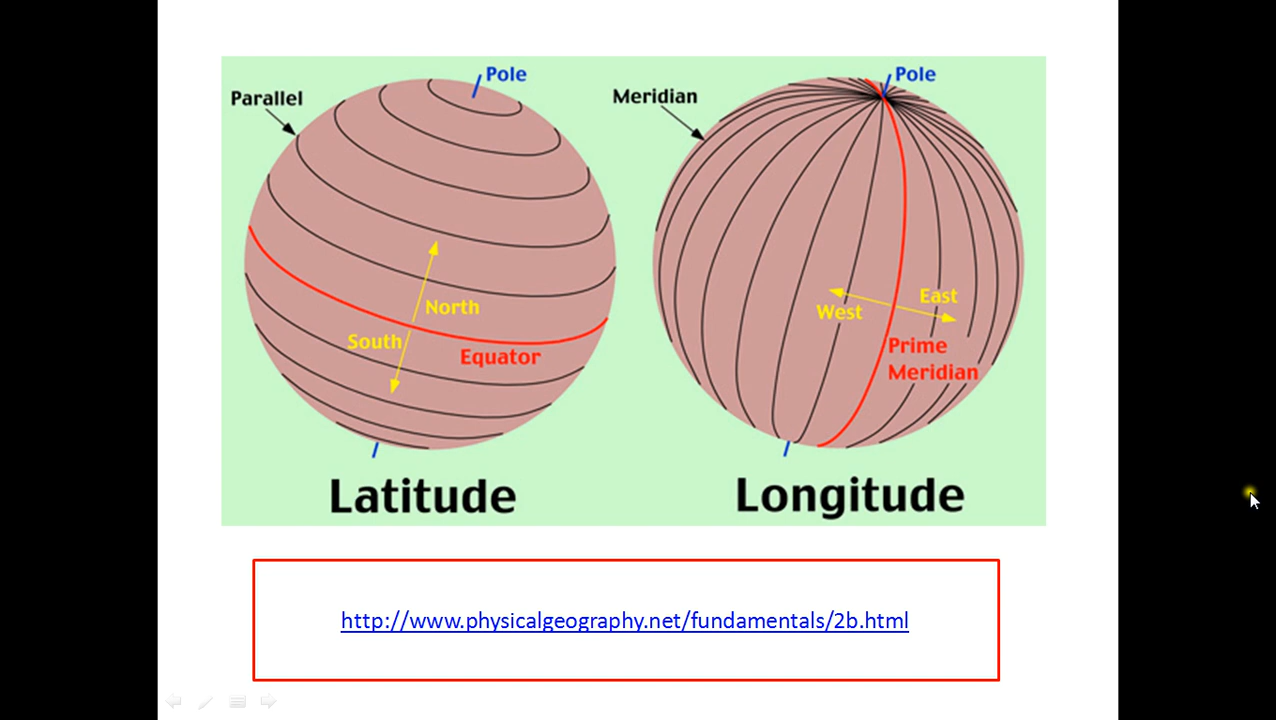 Pole
Parallel
North
South
Equator
Latitude
Pole
Meridian
East
West
Prime
Meridian
Longitude
http://www.physicalgeography.net/fundamentals/2b.html